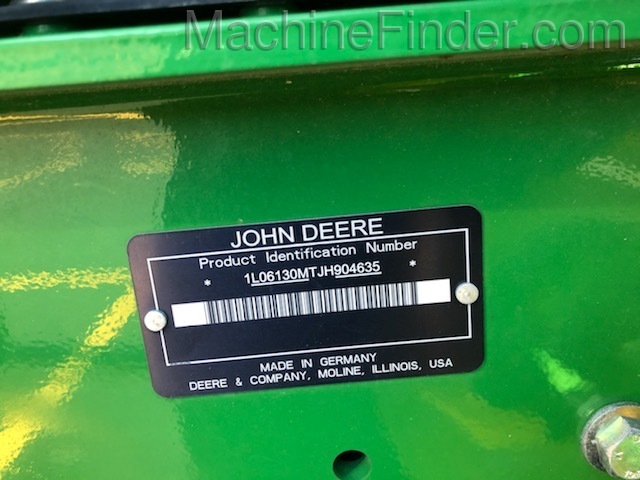 MachineFinder.com
JOHN DEERE
Product Identification Number
* 1L06130MTJH904635 *
MADE IN GERMANY
DEERE & COMPANY, MOLINE, ILLINOIS, USA